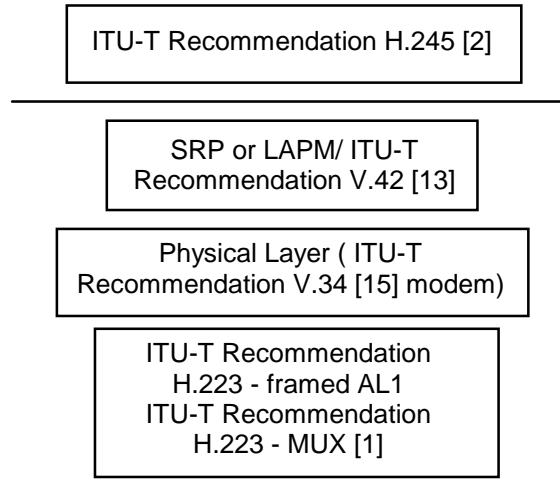 ITU-T Recommendation H.245 [2]
SRP or LAPM/ ITU-T
Recommendation V.42 [13]
Physical Layer ( ITU-T
Recommendation V.34 [15] modem)
ITU-T Recommendation
H.223 - framed AL1
ITU-T Recommendation
H.223 - MUX [1]